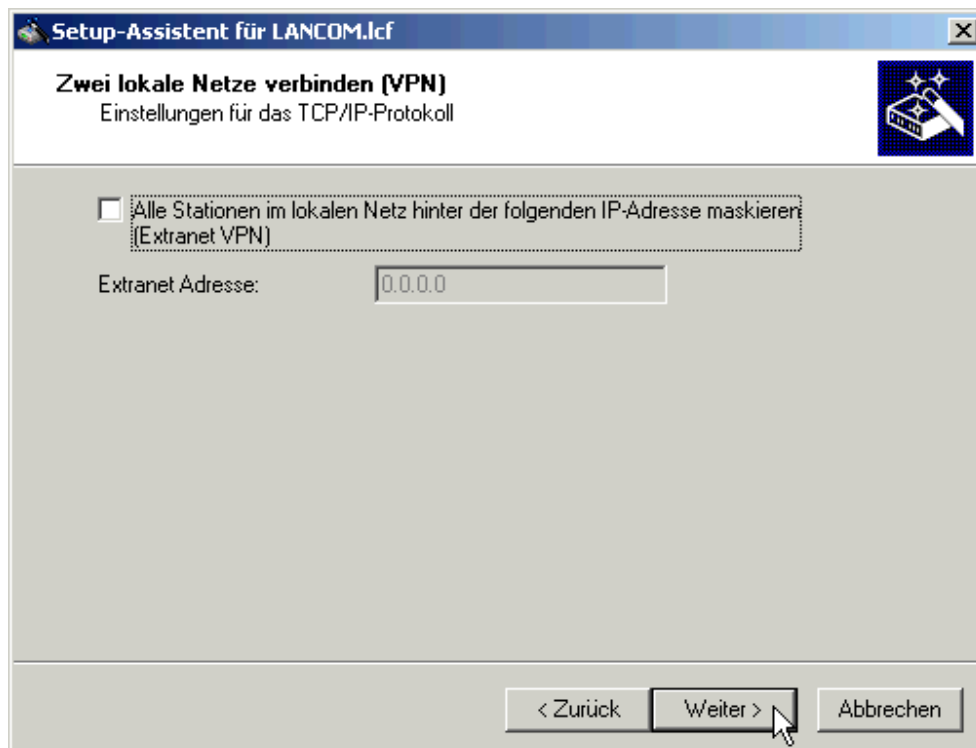 Setup-Assistent für LANCOM.lcf
Zwei lokale Netze verbinden (VPN)
Einstellungen für das TCP/IP-Protokoll
Alle Stationen im lokalen Netz hinter der folgenden IP-Adresse maskieren
(Extranet VPN)
Extranet Adresse:
0.0.0.0
< Zurück
Weiter >
Abbrechen